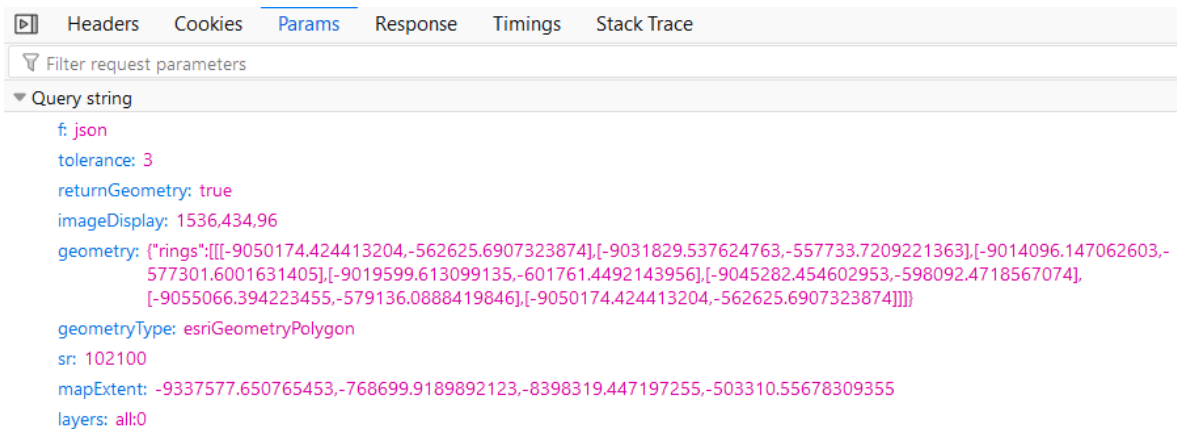 Headers Cookies Params Response Timings Stack Trace
Filter request parameters
Query string
f: json
tolerance: 3
returnGeometry: true
imageDisplay: 1536,434,96
geometry: {"rings":[[[-9050174.424413204,-562625.6907323874],[-9031829.537624763,-557733.7209221363],[-9014096.147062603,-
577301.6001631405],[-9019599.613099135,-601761.4492143956],[-9045282.454602953,-598092.4718567074],
[-9055066.394223455,-579136.0888419846],[-9050174.424413204,-562625.6907323874]]]}
geometryType: esriGeometryPolygon
sr: 102100
mapExtent: -9337577.650765453,-768699.9189892123,-8398319.447197255,-503310.55678309355
layers: all:0